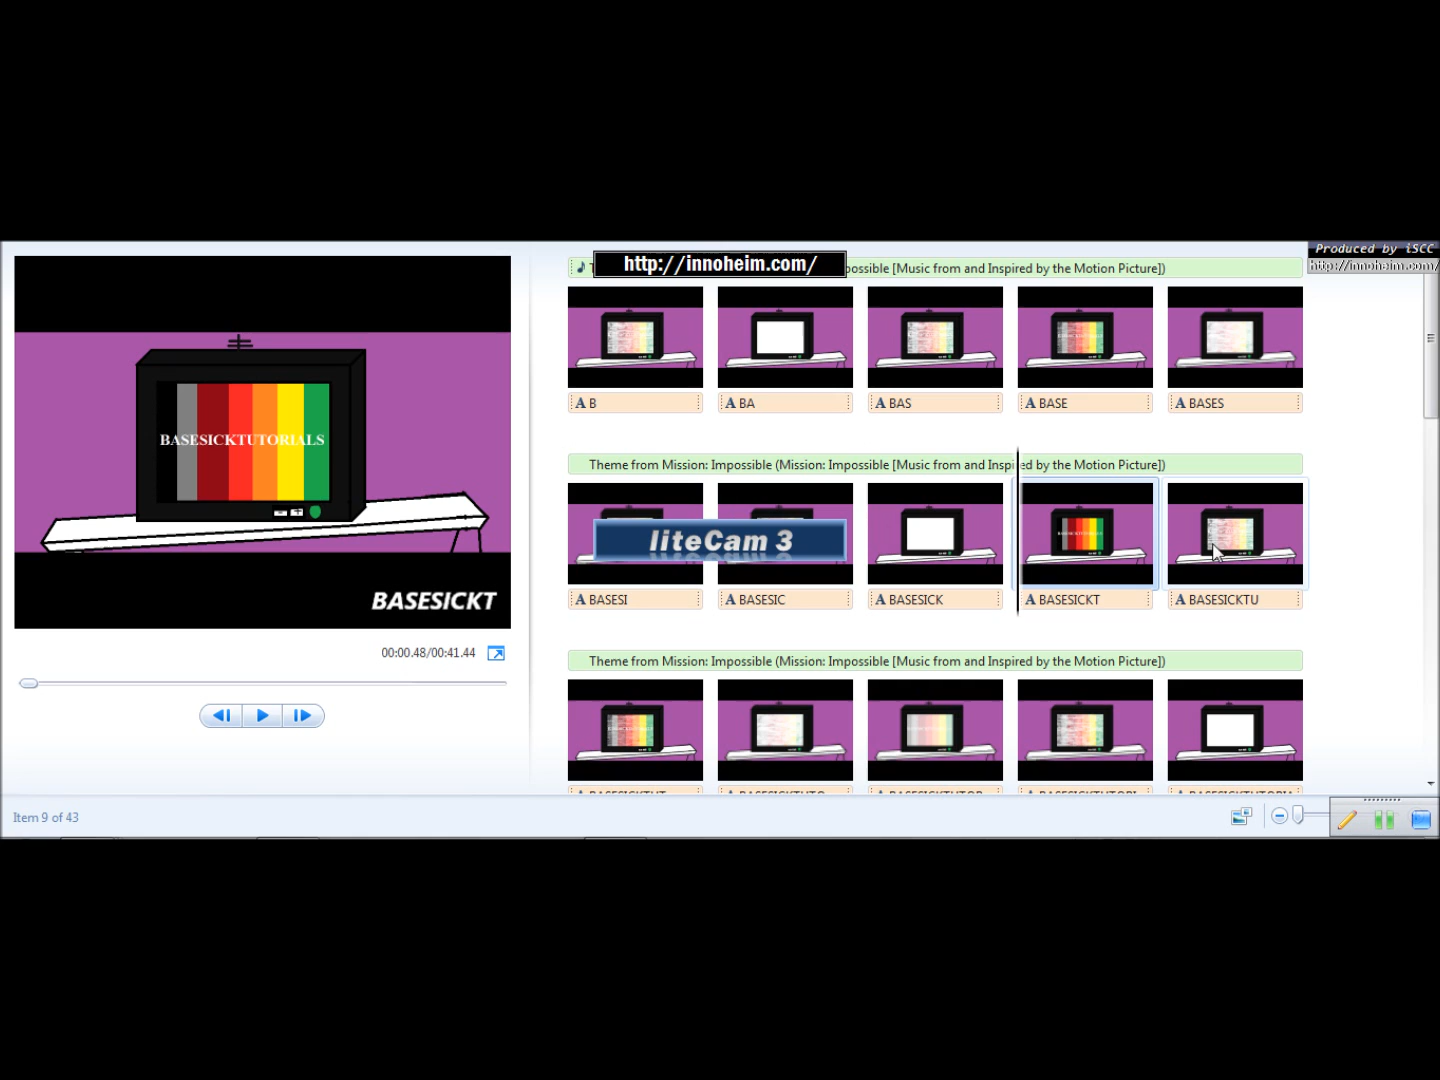 Produced by iSCC
http://innoheim.com/
http://innoheim.com/
possible [Music from and Inspired by the Motion Picture])
A B
A BA
A BAS
A BASE
A BASES
BASESICKTUTORIALS
BASESICKT
Theme from Mission: Impossible (Mission: Impossible [Music from and Inspired by the Motion Picture])
liteCam 3
A BASESI
A BASESIC
A BASESICK
A BASESICKT
A BASESICKTU
00:00.48/00:41.44
Theme from Mission: Impossible (Mission: Impossible [Music from and Inspired by the Motion Picture])
Item 9 of 43